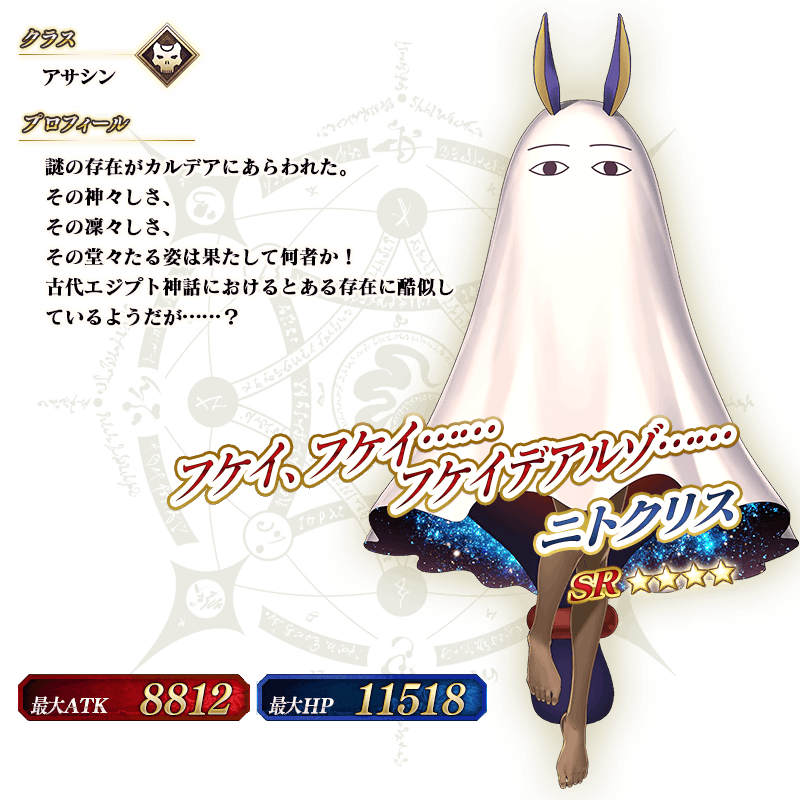 クラス
アサシン
プロフィール
謎の存在がカルデアにあらわれた。
その神々しさ、
その凜々しさ、
その堂々たる姿は果たして何者か！
古代エジプト神話におけるとある存在に酷似し
ているようだが……？
フケイ、フケイ……
フケイデアルゾ……
ニトクリス
SR
最大ATK 8812
最大HP 11518